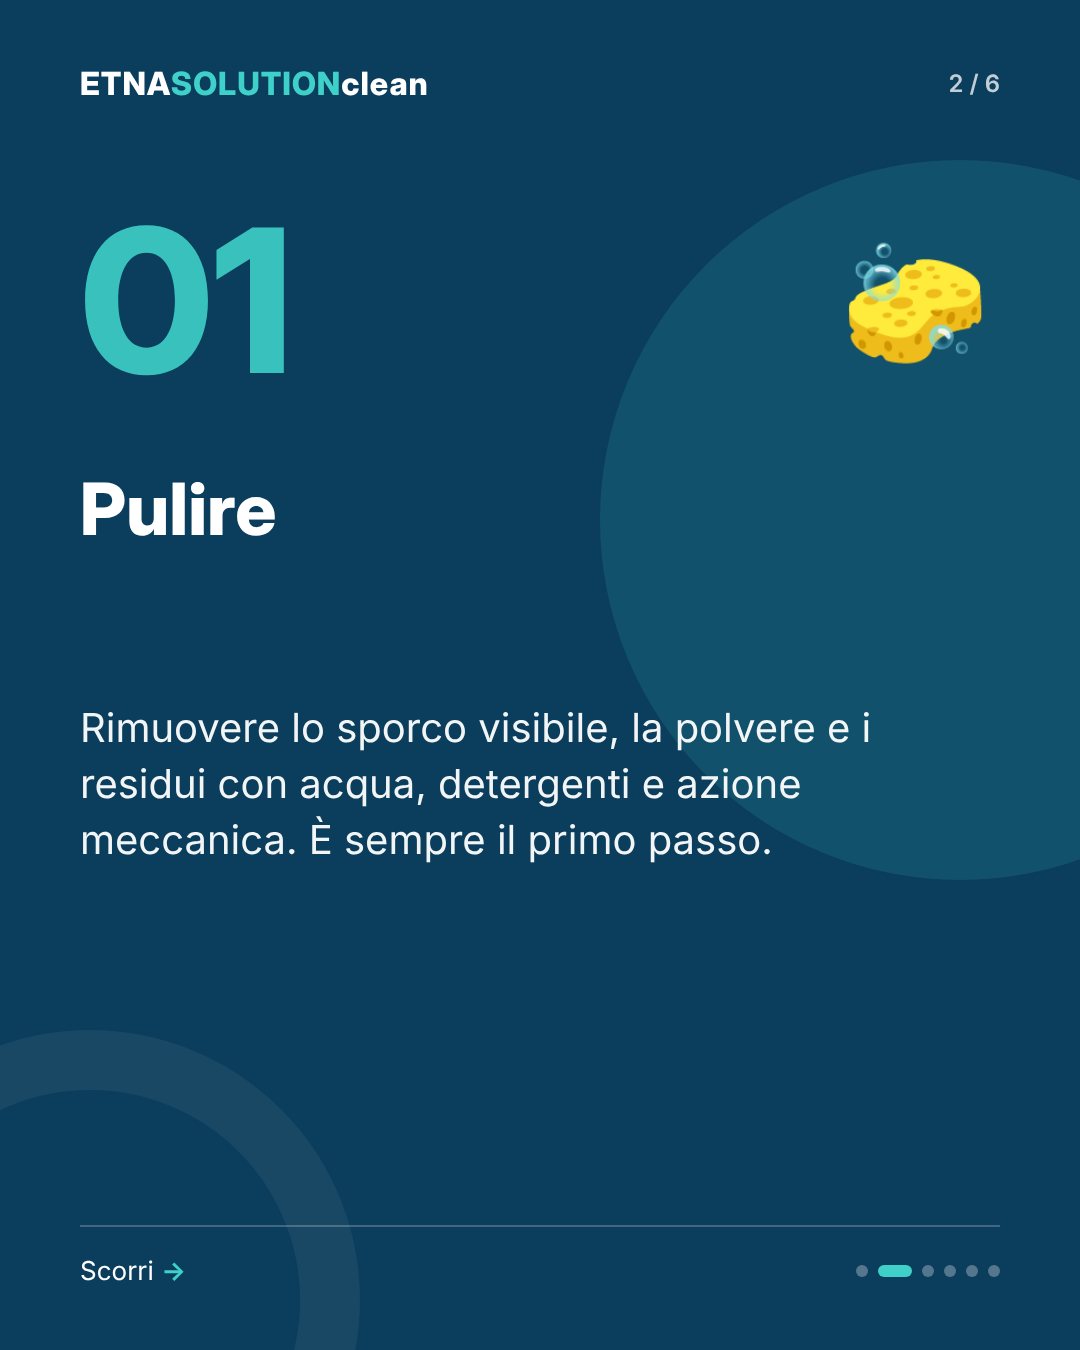 ETNASOLUTIONclean
2 / 6
01
Pulire
Rimuovere lo sporco visibile, la polvere e i
residui con acqua, detergenti e azione
meccanica. È sempre il primo passo.
Scorri →